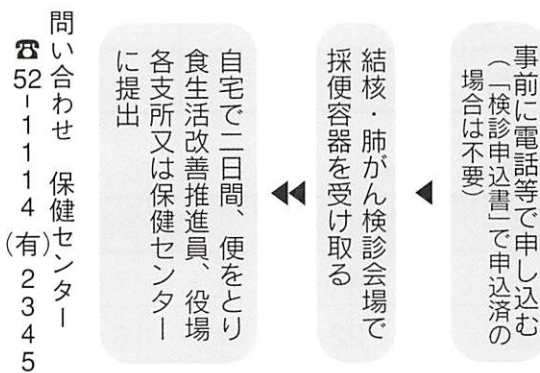 事前に電話等で申し込む
(「検診申込書」で申込済の
場合は不要)
結核・肺がん検診会場で
採便容器を受け取る
自宅で二日間、便をとり
食生活改善推進員、役場
各支所又は保健センター
に提出
問い合わせ 保健センター
☎52-1114(有)2345